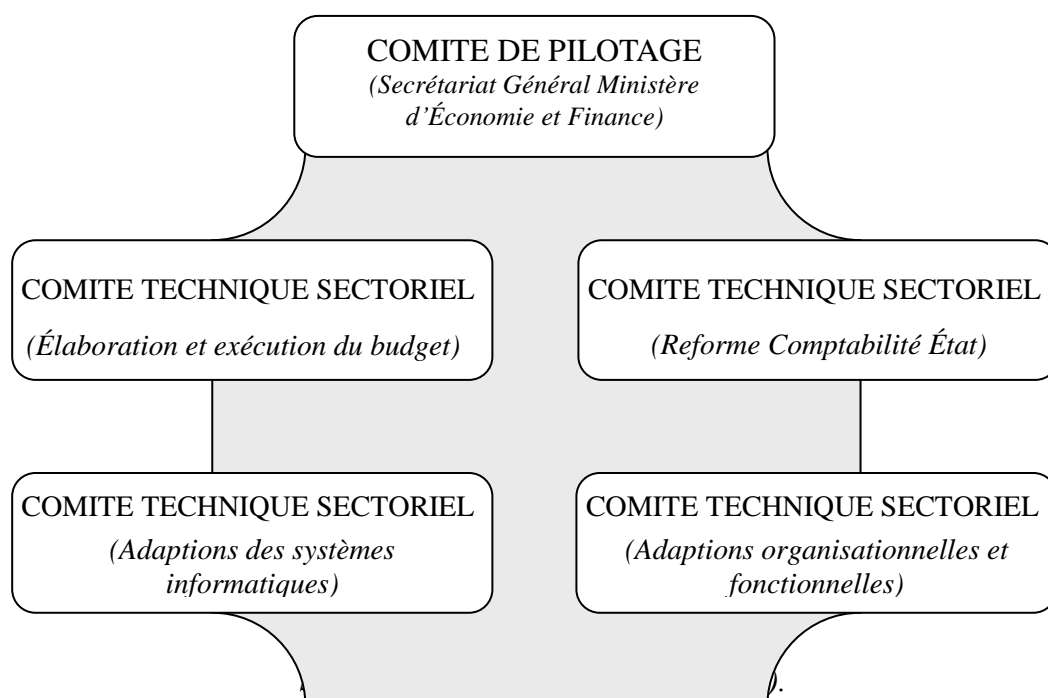 COMITE DE PILOTAGE
(Secrétariat Général Ministère
d’Économie et Finance)
COMITE TECHNIQUE SECTORIEL
(Élaboration et exécution du budget)
COMITE TECHNIQUE SECTORIEL
(Reforme Comptabilité État)
COMITE TECHNIQUE SECTORIEL
(Adaptions des systèmes
informatiques)
COMITE TECHNIQUE SECTORIEL
(Adaptions organisationnelles et
fonctionnelles)